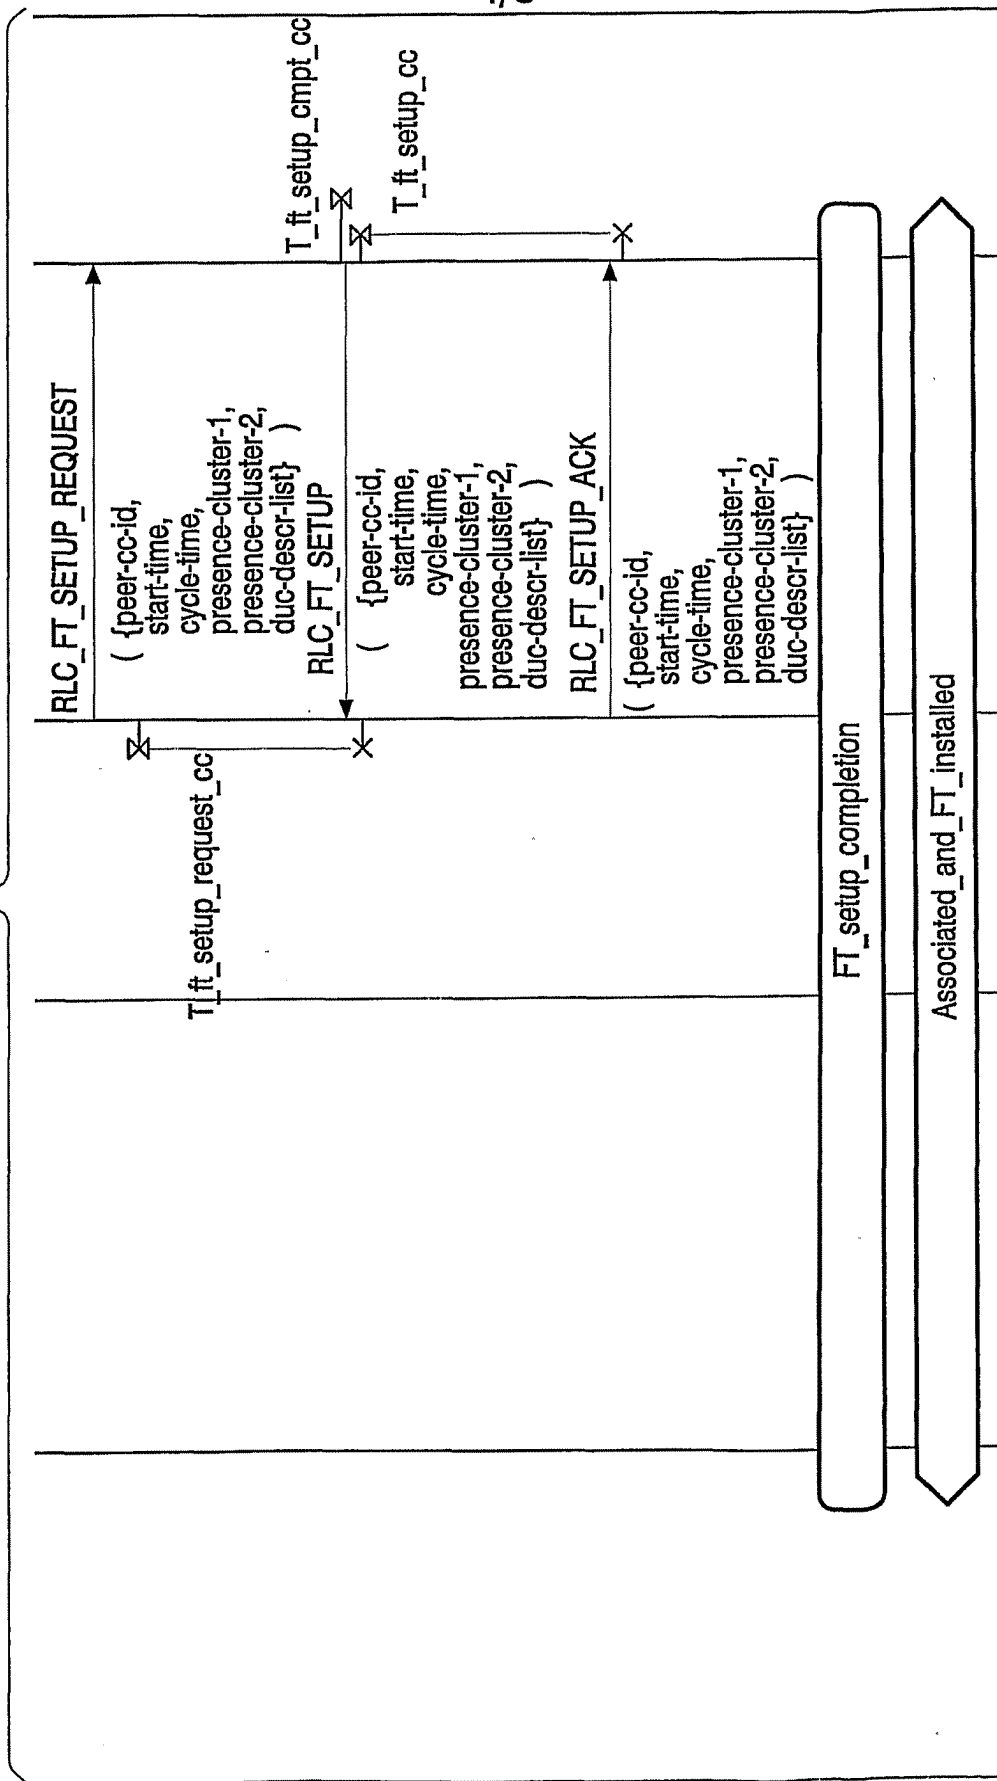 RLC_FT_SETUP_REQUEST
( {peer-cc-id,
start-time,
cycle-time,
presence-cluster-1,
presence-cluster-2,
duc-descr-list} )
T_ft_setup_request_cc
T_ft_setup_cmpt_cc
RLC_FT_SETUP
( {peer-cc-id,
start-time,
cycle-time,
presence-cluster-1,
presence-cluster-2,
duc-descr-list} )
T_ft_setup_cc
RLC_FT_SETUP_ACK
( {peer-cc-id,
start-time,
cycle-time,
presence-cluster-1,
presence-cluster-2,
duc-descr-list} )
FT_setup_completion
Associated_and_FT_installed